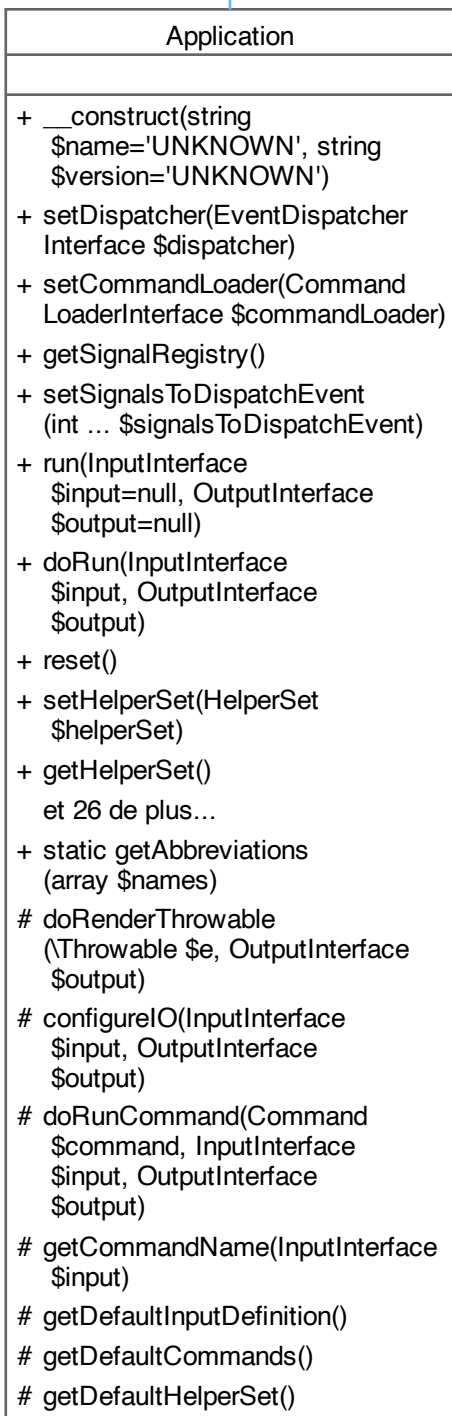 Application
+ __construct(string
$name='UNKNOWN', string
$version='UNKNOWN')
+ setDispatcher(EventDispatcher
Interface $dispatcher)
+ setCommandLoader(Command
LoaderInterface $commandLoader)
+ getSignalRegistry()
+ setSignalsToDispatchEvent
(int ... $signalsToDispatchEvent)
+ run(InputInterface
$input=null, OutputInterface
$output=null)
+ doRun(InputInterface
$input, OutputInterface
$output)
+ reset()
+ setHelperSet(HelperSet
$helperSet)
+ getHelperSet()
et 26 de plus...
+ static getAbbreviations
(array $names)
# doRenderThrowable
(\Throwable $e, OutputInterface
$output)
# configureIO(InputInterface
$input, OutputInterface
$output)
# doRunCommand(Command
$command, InputInterface
$input, OutputInterface
$output)
# getCommandName(InputInterface
$input)
# getDefaultInputDefinition()
# getDefaultCommands()
# getDefaultHelperSet()